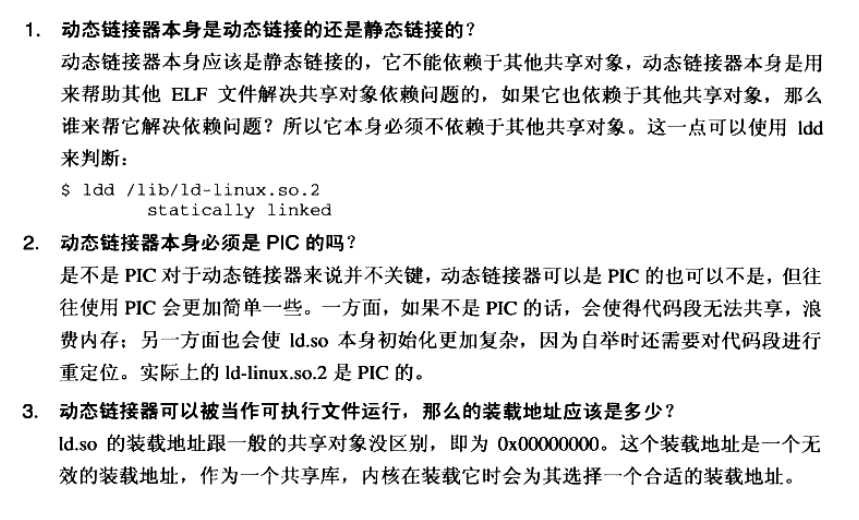 1. 动态链接器本身是动态链接的还是静态链接的？
动态链接器本身应该是静态链接的，它不能依赖于其他共享对象，动态链接器本身是用
来帮助其他 ELF 文件解决共享对象依赖问题的，如果它也依赖于其他共享对象，那么
谁来帮它解决依赖问题？所以它本身必须不依赖于其他共享对象。这一点可以使用 ldd
来判断：
$ ldd /lib/ld-linux.so.2
statically linked
2. 动态链接器本身必须是 PIC 的吗？
是不是 PIC 对于动态链接器来说并不关键，动态链接器可以是 PIC 的也可以不是，但往
往使用 PIC 会更加简单一些。一方面，如果不是 PIC 的话，会使得代码段无法共享，浪
费内存；另一方面也会使 ld.so 本身初始化更加复杂，因为自举时还需要对代码段进行
重定位。实际上的 ld-linux.so.2 是 PIC 的。
3. 动态链接器可以被当作可执行文件运行，那么的装载地址应该是多少？
ld.so 的装载地址跟一般的共享对象没区别，即为 0x00000000。这个装载地址是一个无
效的装载地址，作为一个共享库，内核在装载它时会为其选择一个合适的装载地址。